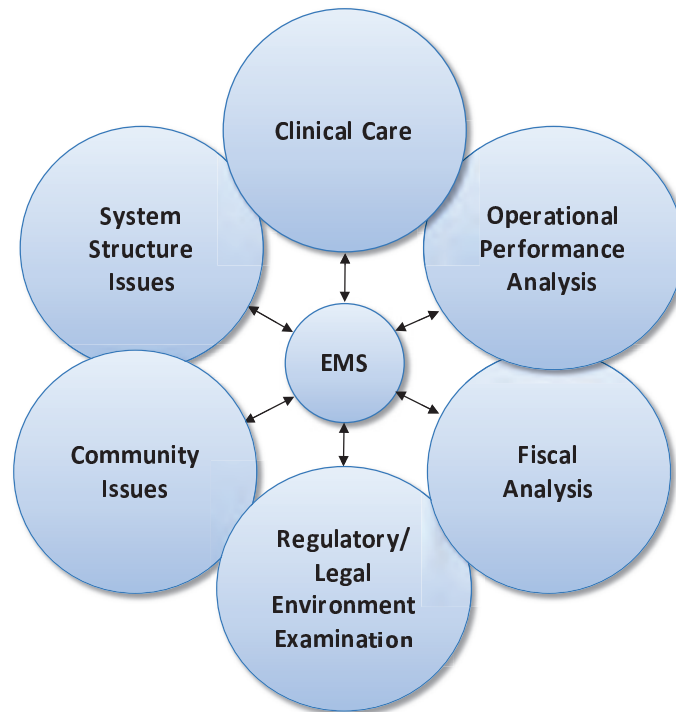 Clinical Care
System
Structure
Issues
Operational
Performance
Analysis
EMS
Community
Issues
Fiscal
Analysis
Regulatory/
Legal
Environment
Examination